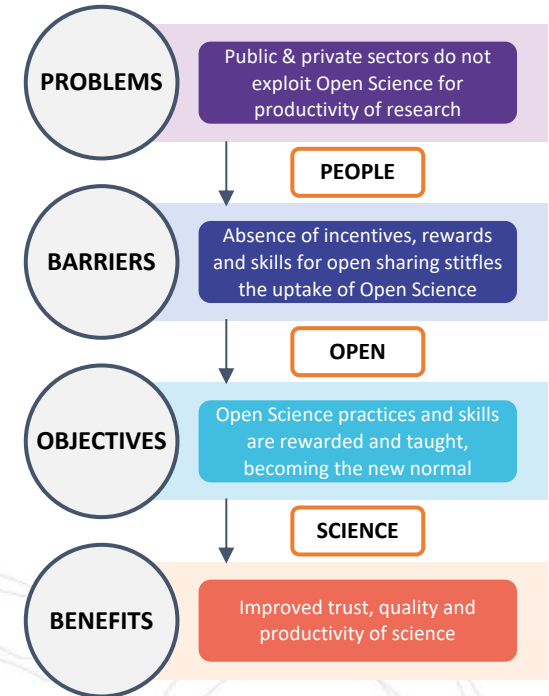 PROBLEMS
Public & private sectors do not
exploit Open Science for
productivity of research
PEOPLE
BARRIERS
Absence of incentives, rewards
and skills for open sharing stitfles
the uptake of Open Science
OPEN
OBJECTIVES
Open Science practices and skills
are rewarded and taught,
becoming the new normal
SCIENCE
BENEFITS
Improved trust, quality and
productivity of science